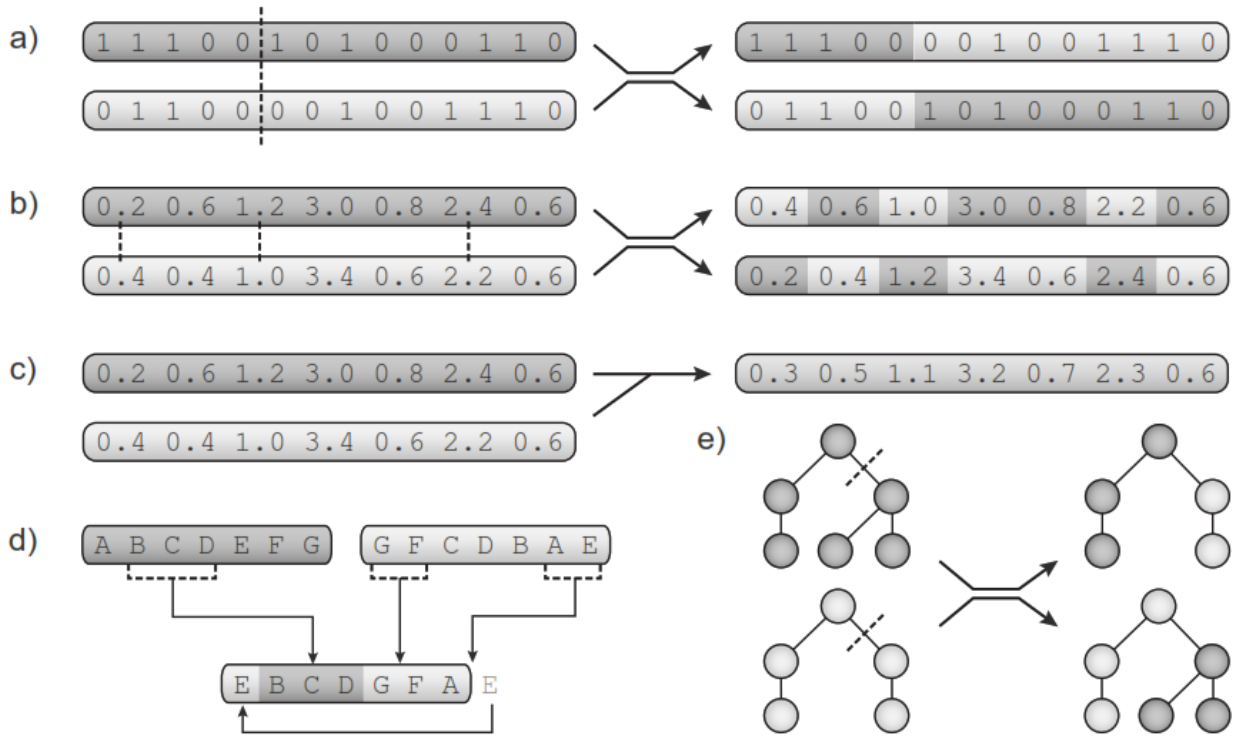 a)
1 1 1 0 0 1 0 1 0 0 0 1 1 0
1 1 1 0 0 0 0 1 0 0 1 1 1 0
0 1 1 0 0 0 0 1 0 0 1 1 1 0
0 1 1 0 0 1 0 1 0 0 0 1 1 0
b)
0.2 0.6 1.2 3.0 0.8 2.4 0.6
0.4 0.6 1.0 3.0 0.8 2.2 0.6
0.4 0.4 1.0 3.4 0.6 2.2 0.6
0.2 0.4 1.2 3.4 0.6 2.4 0.6
c)
0.2 0.6 1.2 3.0 0.8 2.4 0.6
0.3 0.5 1.1 3.2 0.7 2.3 0.6
0.4 0.4 1.0 3.4 0.6 2.2 0.6
d)
A B C D E F G
G F C D B A E
E B C D G F A E
e)